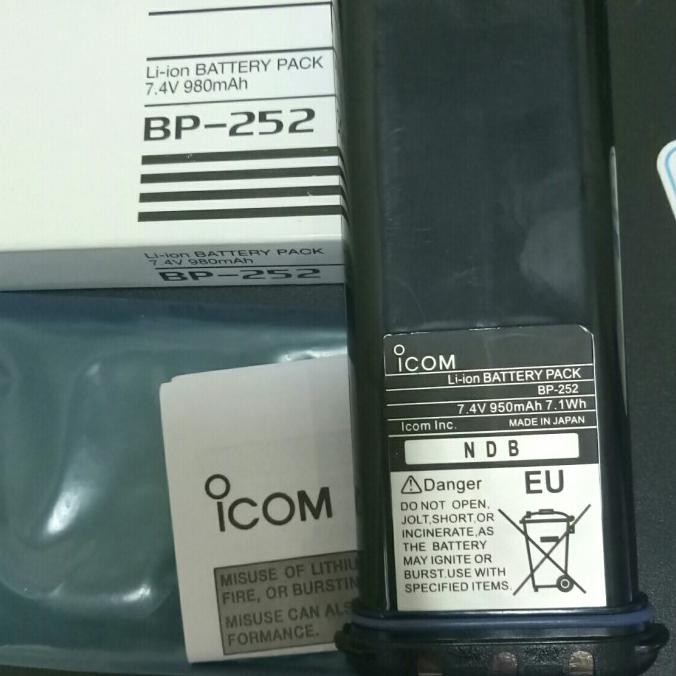 Li-ion BATTERY PACK
7.4V 980mAh
BP-252
Li-ion BATTERY PACK
7.4V 980mAh
BP-252
ICOM
MISUSE OF
FIRE, OR
MISUSE CAN
FORMANCE.
ICOM
Li-ion BATTERY PACK
BP-252
7.4V 950mAh 7.1Wh
Icom Inc. MADE IN JAPAN
NDB
Danger EU
DO NOT OPEN,
JOLT,SHORT,OR
INCINERATE,AS
THE BATTERY
MAY IGNITE OR
BURST.USE WITH
SPECIFIED ITEMS.